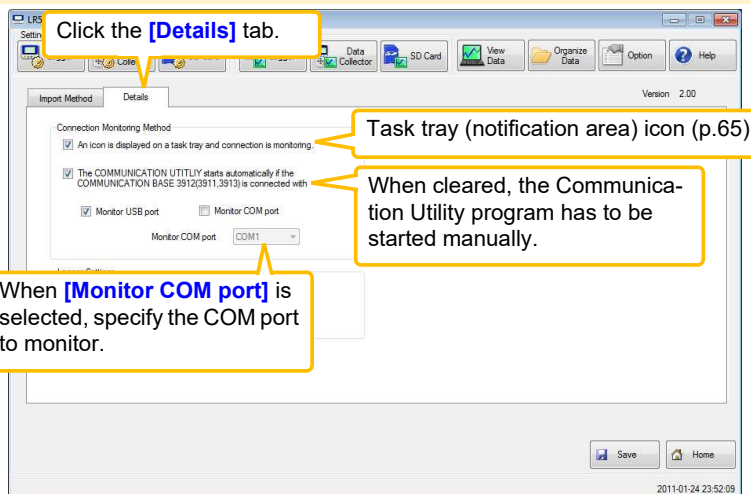 LR5
Click the [Details] tab.
Data
Collector
SD Card
View
Data
Organize
Data
Option
Help
Import Method
Details
Version 2.00
Connection Monitoring Method
An icon is displayed on a task tray and connection is monitoring.
Task tray (notification area) icon (p.65)
The COMMUNICATION UTITLIY starts automatically if the
COMMUNICATION BASE 3912(3911,3913) is connected with
When cleared, the Communica-
tion Utility program has to be
started manually.
Monitor USB port
Monitor COM port
Monitor COM port
COM1
When [Monitor COM port] is
selected, specify the COM port
to monitor.
Save
Home
2011-01-24 23:52:09